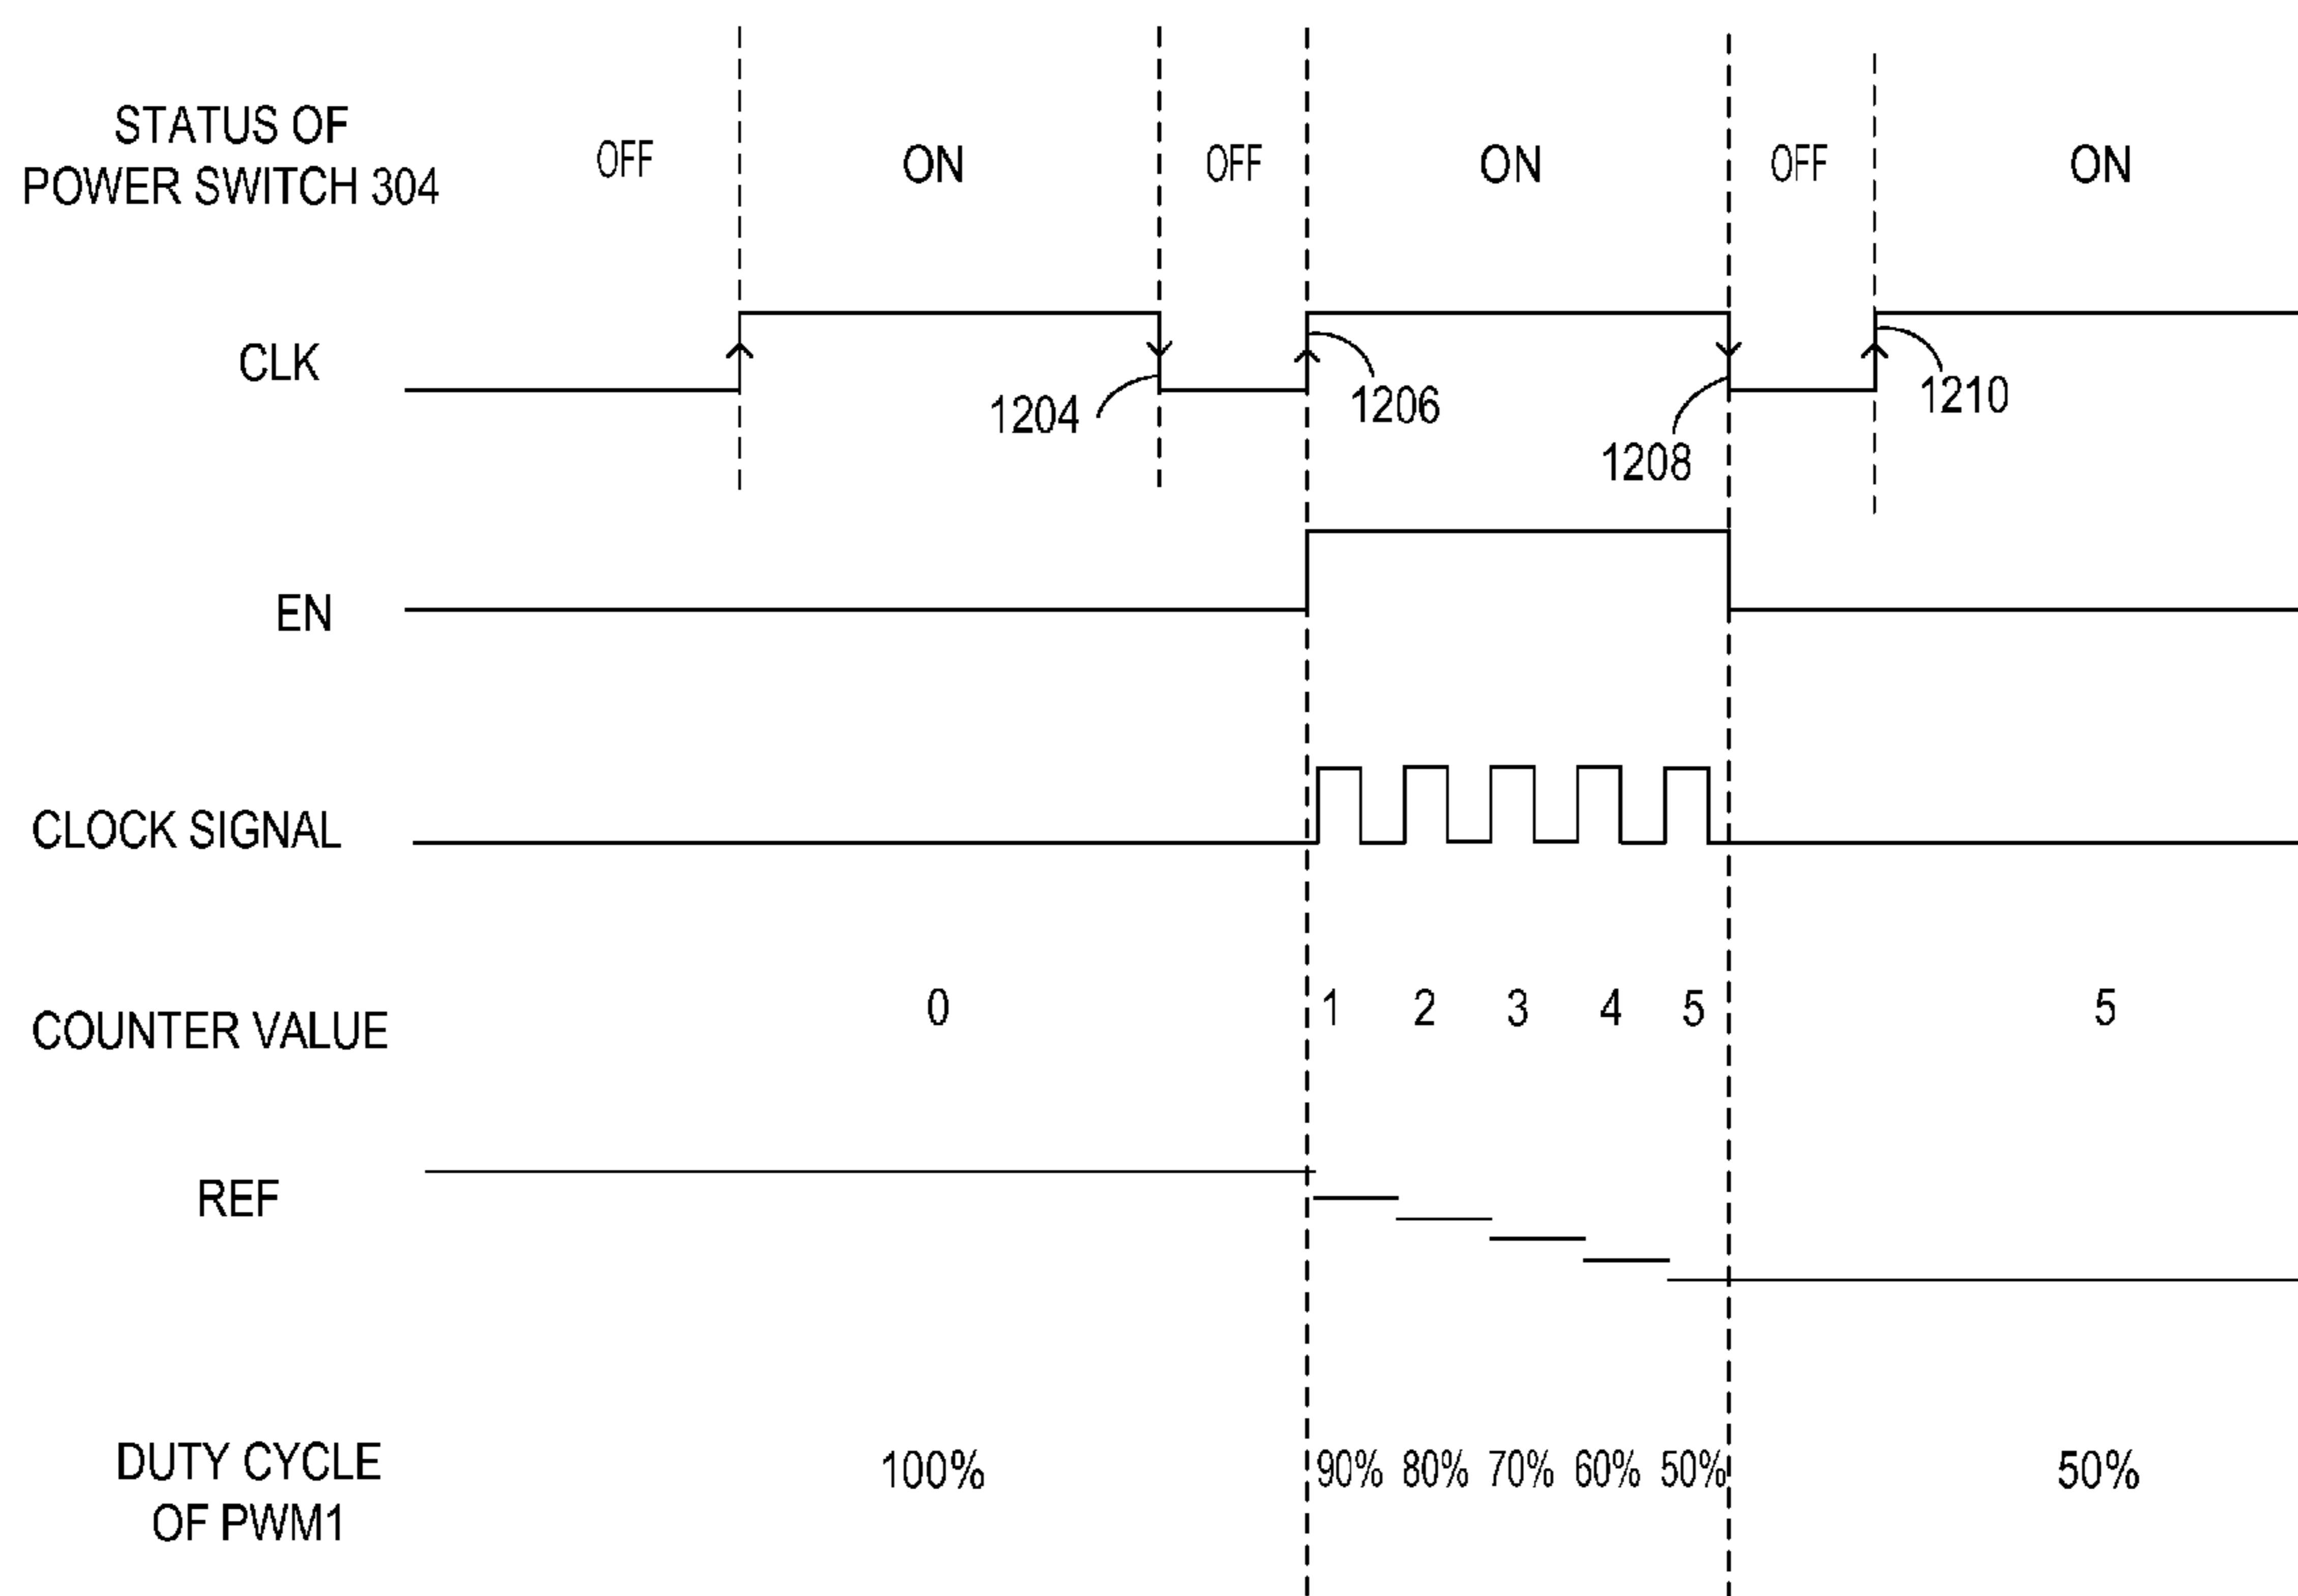 STATUS OF
POWER SWITCH 304
OFF ON OFF ON OFF ON
CLK
1204
1206
1208
1210
EN
CLOCK SIGNAL
COUNTER VALUE
0 1 2 3 4 5 5
REF
DUTY CYCLE
OF PWM1
100% 90% 80% 70% 60% 50% 50%